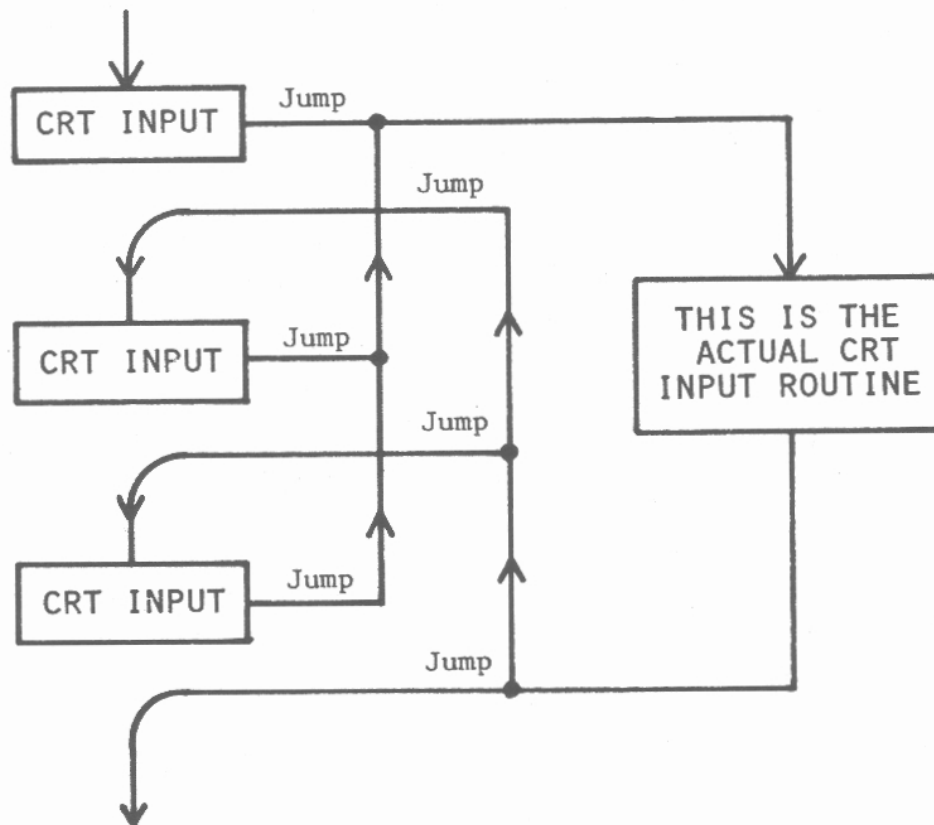 Jump
CRT INPUT
Jump
THIS IS THE
ACTUAL CRT
INPUT ROUTINE
Jump
CRT INPUT
Jump
Jump
CRT INPUT
Jump